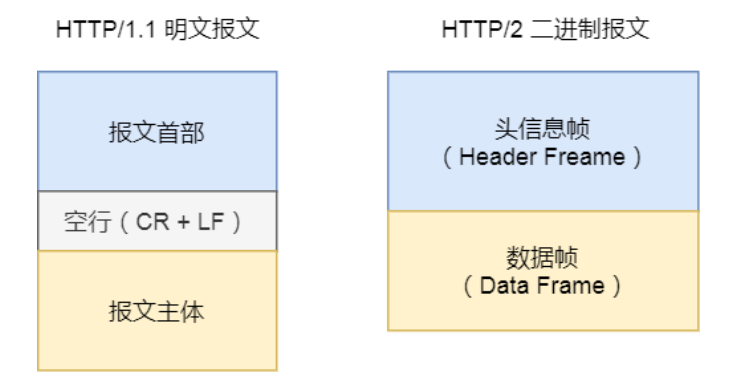 HTTP/1.1 明文报文
报文首部
空行（CR + LF）
报文主体
HTTP/2 二进制报文
头信息帧
（Header Freame）
数据帧
（Data Frame）